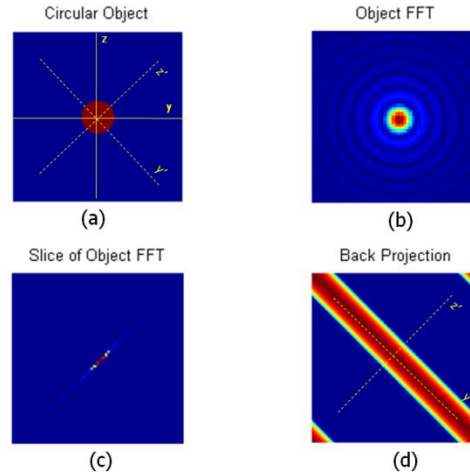 Circular Object
z
z'
y
y'
(a)
Object FFT
(b)
Slice of Object FFT
(c)
Back Projection
z'
y
(d)